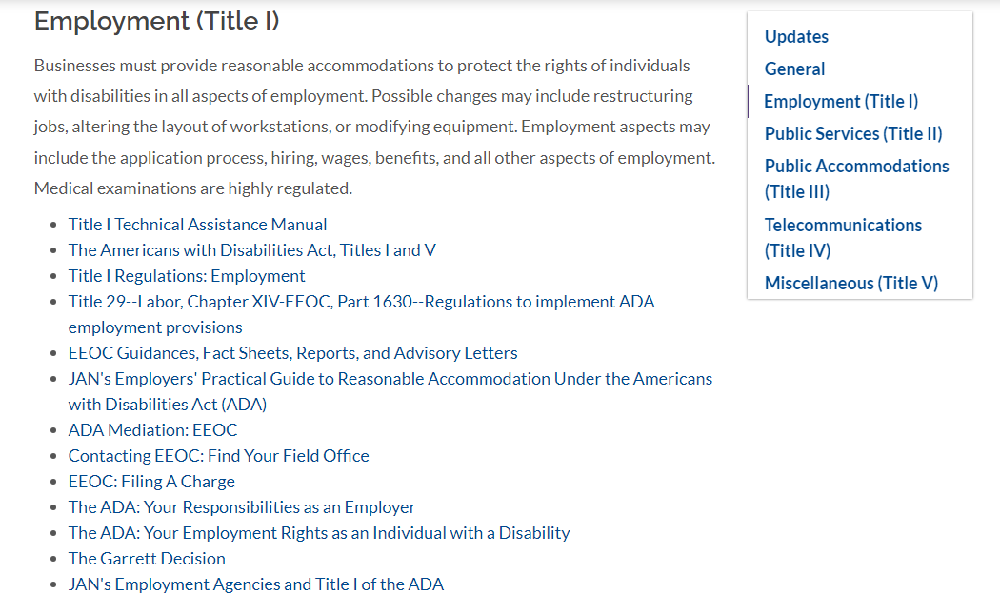 Employment (Title I)
Businesses must provide reasonable accommodations to protect the rights of individuals
with disabilities in all aspects of employment. Possible changes may include restructuring
jobs, altering the layout of workstations, or modifying equipment. Employment aspects may
include the application process, hiring, wages, benefits, and all other aspects of employment.
Medical examinations are highly regulated.
• Title I Technical Assistance Manual
• The Americans with Disabilities Act, Titles I and V
• Title I Regulations: Employment
• Title 29--Labor, Chapter XIV-EEOC, Part 1630--Regulations to implement ADA
employment provisions
• EEOC Guidances, Fact Sheets, Reports, and Advisory Letters
• JAN's Employers' Practical Guide to Reasonable Accommodation Under the Americans
with Disabilities Act (ADA)
• ADA Mediation: EEOC
• Contacting EEOC: Find Your Field Office
• EEOC: Filing A Charge
• The ADA: Your Responsibilities as an Employer
• The ADA: Your Employment Rights as an Individual with a Disability
• The Garrett Decision
• JAN's Employment Agencies and Title I of the ADA
Updates
General
Employment (Title I)
Public Services (Title II)
Public Accommodations
(Title III)
Telecommunications
(Title IV)
Miscellaneous (Title V)